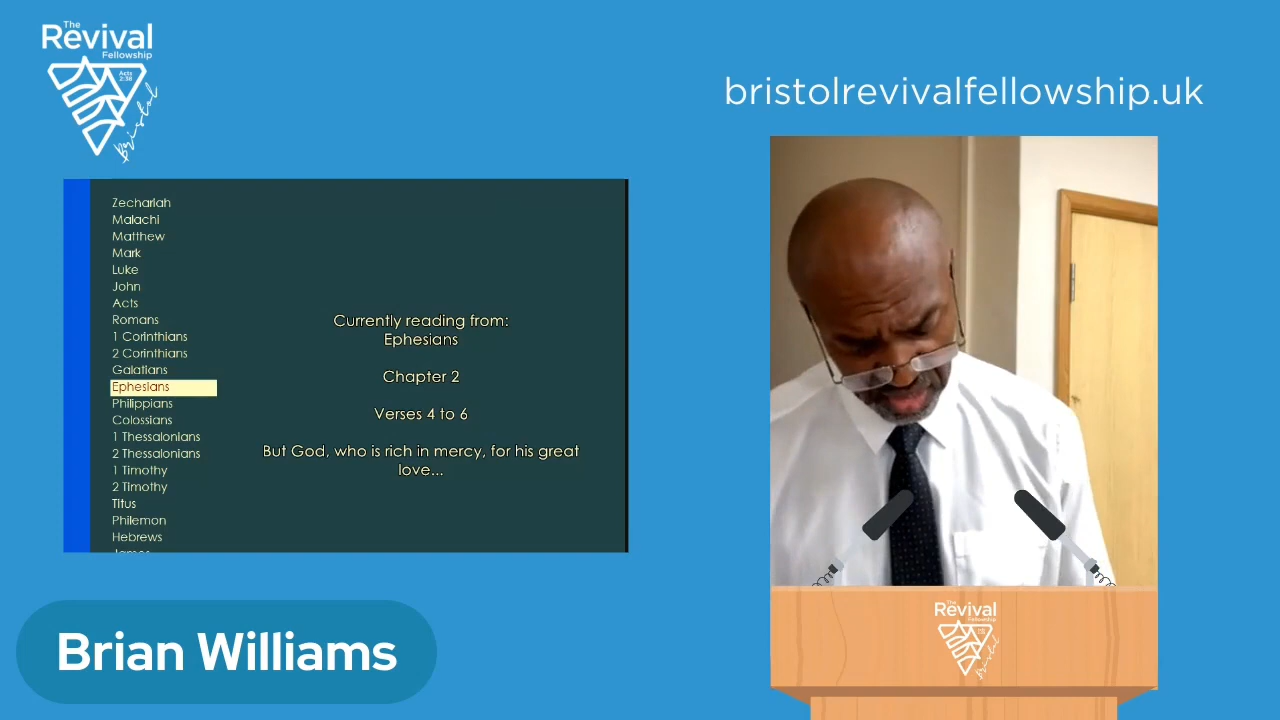 The
Revival
Fellowship
Acts
2:38
Bristol
bristolrevivalfellowship.uk
Zechariah
Malachi
Matthew
Mark
Luke
John
Acts
Romans
1 Corinthians
2 Corinthians
Galatians
Ephesians
Philippians
Colossians
1 Thessalonians
2 Thessalonians
1 Timothy
2 Timothy
Titus
Philemon
Hebrews
James
Currently reading from:
Ephesians
Chapter 2
Verses 4 to 6
But God, who is rich in mercy, for his great
love...
Brian Williams
The
Revival
Fellowship
Bristol